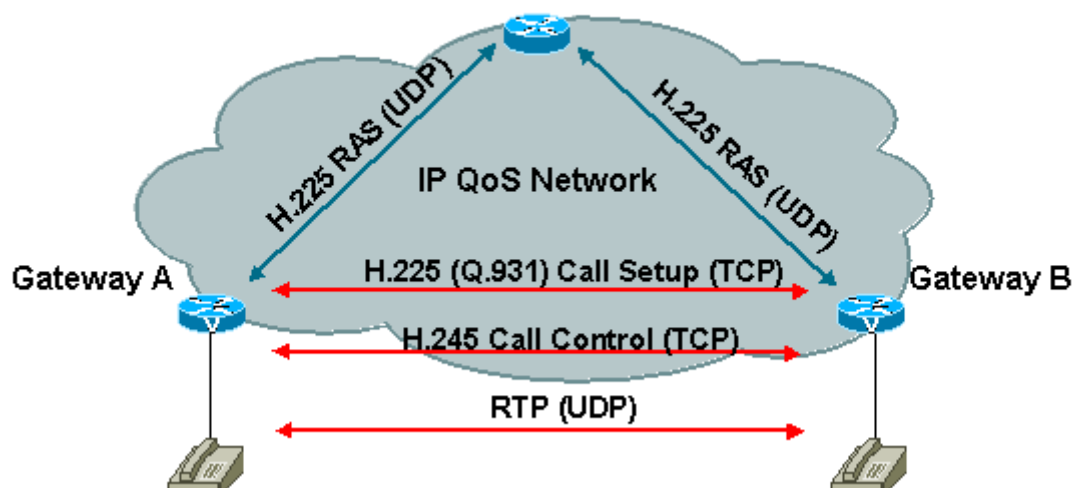 H.225 RAS (UDP)
H.225 RAS (UDP)
IP QoS Network
Gateway A
H.225 (Q.931) Call Setup (TCP)
Gateway B
H.245 Call Control (TCP)
RTP (UDP)